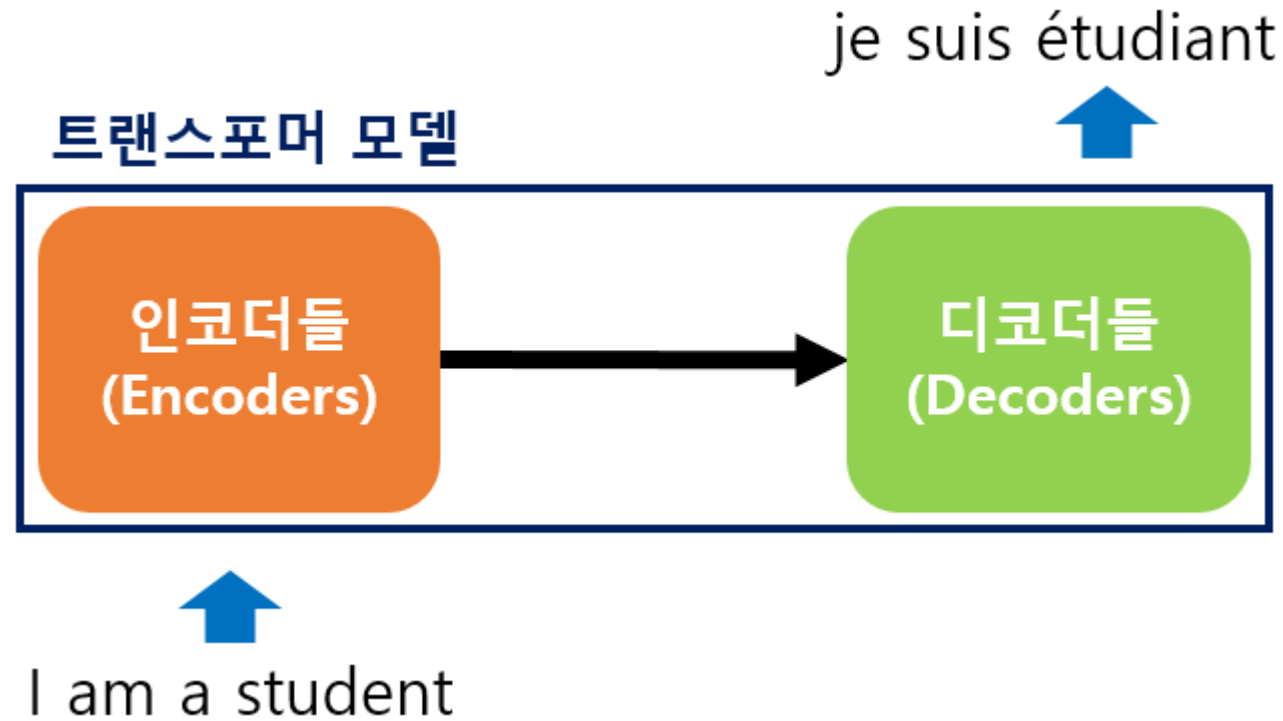 je suis étudiant
트랜스포머 모델
인코더들
(Encoders)
디코더들
(Decoders)
I am a student